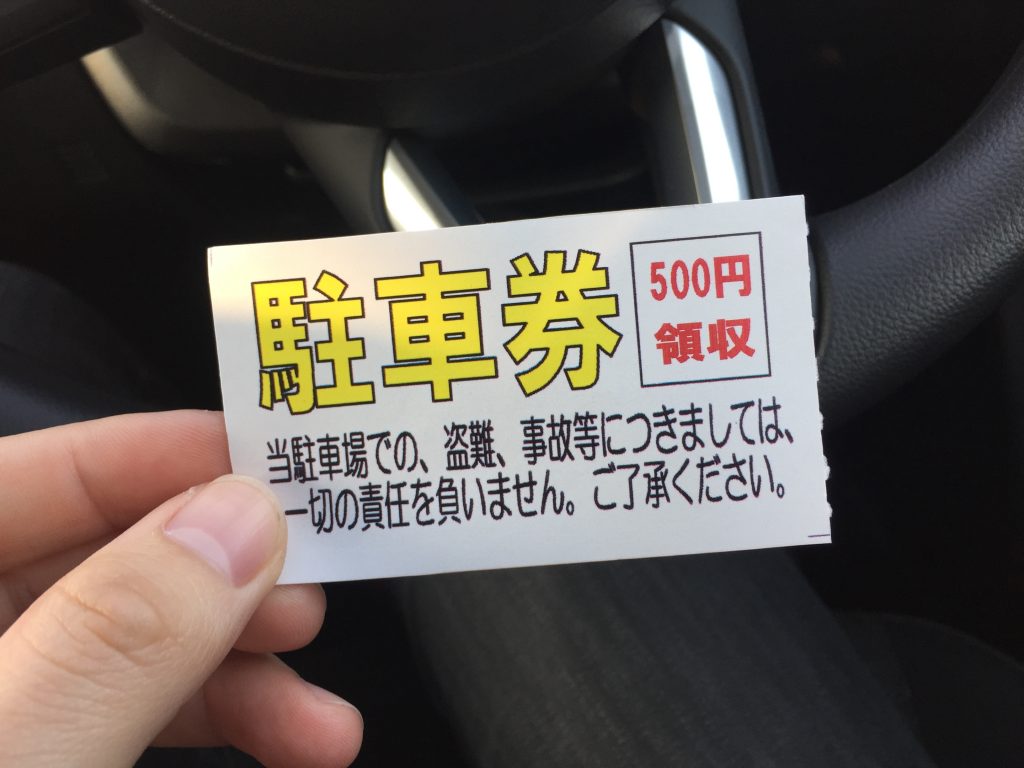 駐車券
500円
領収
当駐車場での、盗難、事故等につきましては、
一切の責任を負いません。ご了承ください。